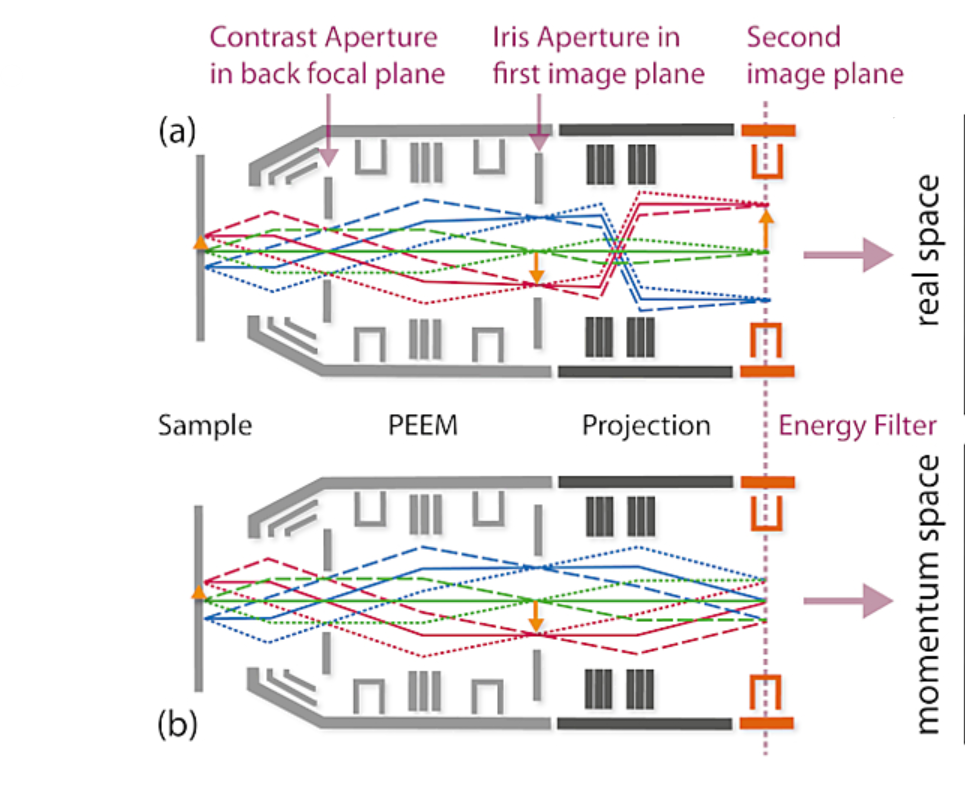 Contrast Aperture
in back focal plane
Iris Aperture in
first image plane
Second
image plane
(a)
real space
Sample
PEEM
Projection
Energy Filter
momentum space
(b)